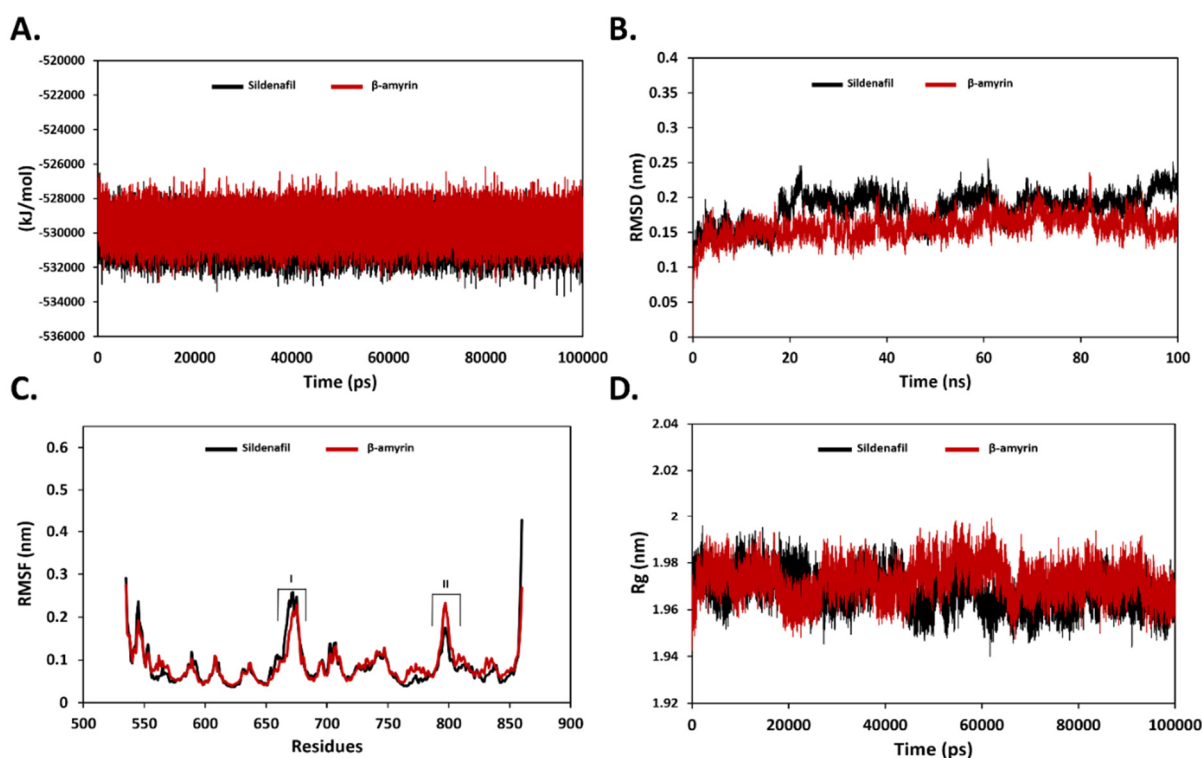 A.
-520000
-522000
-524000
-526000
-528000
-530000
-532000
-534000
-536000
(kJ/mol)
Sildenafil β-amyrin
0 20000 40000 60000 80000 100000
Time (ps)
B.
0.4
0.35
0.3
0.25
0.2
0.15
0.1
0.05
0
RMSD (nm)
Sildenafil β-amyrin
0 20 40 60 80 100
Time (ns)
C.
0.6
0.5
0.4
0.3
0.2
0.1
0
RMSF (nm)
Sildenafil β-amyrin
I
II
500 550 600 650 700 750 800 850 900
Residues
D.
2.04
2.02
2
1.98
1.96
1.94
1.92
Rg (nm)
Sildenafil β-amyrin
0 20000 40000 60000 80000 100000
Time (ps)